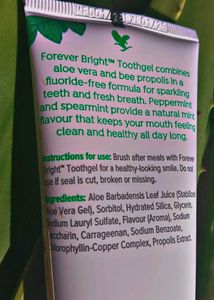 FOREVER
Forever Bright™ Toothgel combines
aloe vera and bee propolis in a
fluoride-free formula for sparkling
teeth and fresh breath. Peppermint
and spearmint provide a natural mint
flavour that keeps your mouth feeling
clean and healthy all day long.
Instructions for use: Brush after meals with Forever
Bright™ Toothgel for a healthy-looking smile. Do not
use if seal is cut, broken or missing.
Ingredients: Aloe Barbadensis Leaf Juice (Stabilized
Aloe Vera Gel), Sorbitol, Hydrated Silica, Glycerin,
Sodium Lauryl Sulfate, Flavour (Aroma), Sodium
Saccharin, Carrageenan, Sodium Benzoate,
Chlorophyllin-Copper Complex, Propolis Extract.